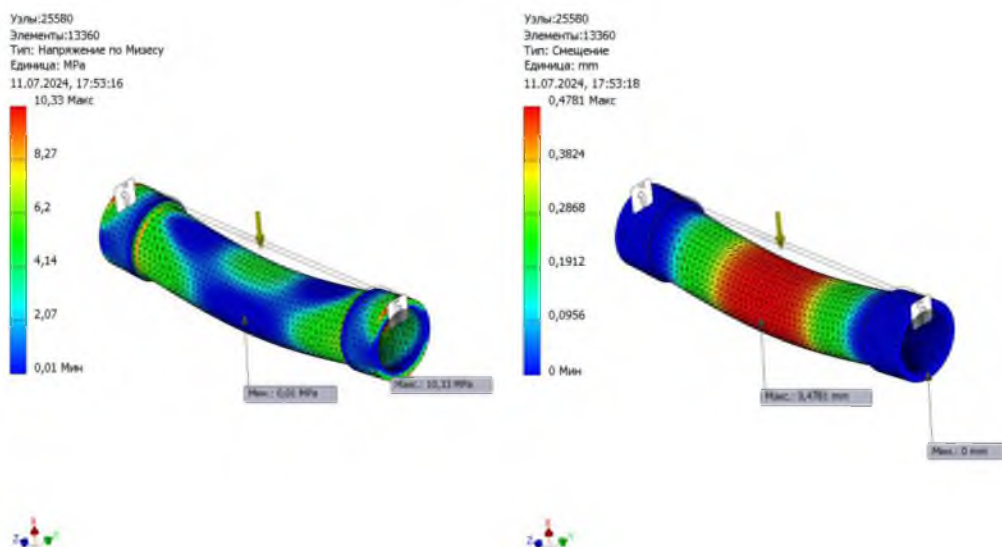 Узлы:25580
Элементы:13360
Тип: Напряжение по Мизесу
Единица: MPa
11.07.2024, 17:53:16
10,33 Макс
8,27
6,2
4,14
2,07
0,01 Мин
Мин.: 0,01 MPa
Макс.: 10,33 MPa
Узлы:25580
Элементы:13360
Тип: Смещение
Единица: mm
11.07.2024, 17:53:18
0,4781 Макс
0,3824
0,2868
0,1912
0,0956
0 Мин
Макс.: 0,4781 mm
0 mm
Z
X
Z
X